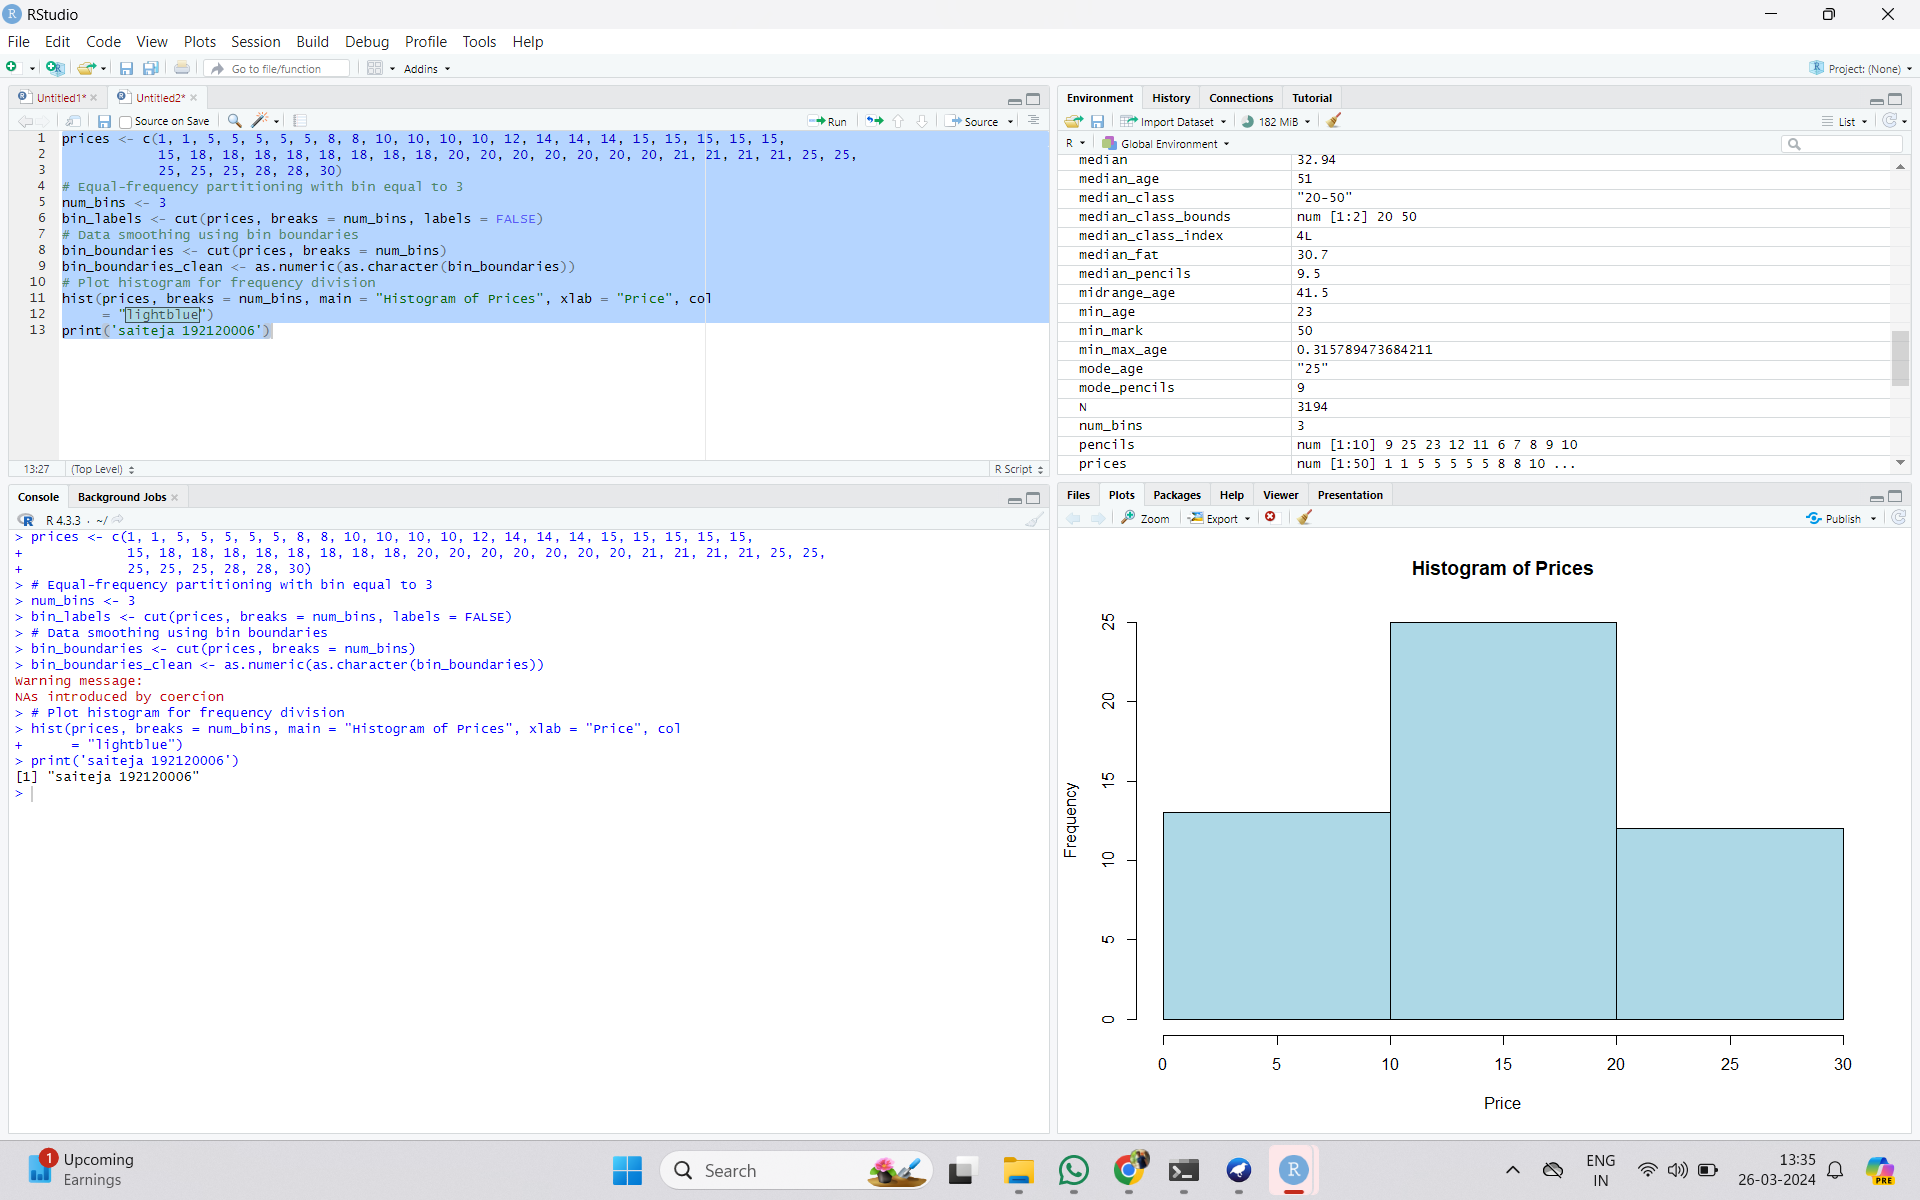 RStudio
File Edit Code View Plots Session Build Debug Profile Tools Help
Go to file/function Addins Project: (None)
Untitled1* Untitled2*
Source on Save Run Source
1 prices <- c(1, 1, 5, 5, 5, 5, 5, 8, 8, 10, 10, 10, 10, 12, 14, 14, 14, 15, 15, 15, 15, 15,
2 15, 18, 18, 18, 18, 18, 18, 18, 18, 20, 20, 20, 20, 20, 20, 20, 21, 21, 21, 21, 25, 25,
3 25, 25, 25, 28, 28, 30)
4 # Equal-frequency partitioning with bin equal to 3
5 num_bins <- 3
6 bin_labels <- cut(prices, breaks = num_bins, labels = FALSE)
7 # Data smoothing using bin boundaries
8 bin_boundaries <- cut(prices, breaks = num_bins)
9 bin_boundaries_clean <- as.numeric(as.character(bin_boundaries))
10 # Plot histogram for frequency division
11 hist(prices, breaks = num_bins, main = "Histogram of Prices", xlab = "Price", col
12 = "lightblue")
13 print('saiteja 192120006')
13:27 (Top Level) R Script
Console Background Jobs
R 4.3.3 · ~/
> prices <- c(1, 1, 5, 5, 5, 5, 5, 8, 8, 10, 10, 10, 10, 12, 14, 14, 14, 15, 15, 15, 15, 15,
+ 15, 18, 18, 18, 18, 18, 18, 18, 18, 20, 20, 20, 20, 20, 20, 20, 21, 21, 21, 21, 25, 25,
+ 25, 25, 25, 28, 28, 30)
> # Equal-frequency partitioning with bin equal to 3
> num_bins <- 3
> bin_labels <- cut(prices, breaks = num_bins, labels = FALSE)
> # Data smoothing using bin boundaries
> bin_boundaries <- cut(prices, breaks = num_bins)
> bin_boundaries_clean <- as.numeric(as.character(bin_boundaries))
Warning message:
NAs introduced by coercion
> # Plot histogram for frequency division
> hist(prices, breaks = num_bins, main = "Histogram of Prices", xlab = "Price", col
+ = "lightblue")
> print('saiteja 192120006')
[1] "saiteja 192120006"
>
Environment History Connections Tutorial
Import Dataset 182 MiB List
R Global Environment
median 32.94
median_age 51
median_class "20-50"
median_class_bounds num [1:2] 20 50
median_class_index 4L
median_fat 30.7
median_pencils 9.5
midrange_age 41.5
min_age 23
min_mark 50
min_max_age 0.315789473684211
mode_age "25"
mode_pencils 9
N 3194
num_bins 3
pencils num [1:10] 9 25 23 12 11 6 7 8 9 10
prices num [1:50] 1 1 5 5 5 5 5 8 8 10 ...
Files Plots Packages Help Viewer Presentation
Zoom Export Publish
Histogram of Prices
Frequency
25
20
15
10
5
0
0 5 10 15 20 25 30
Price
1 Upcoming
Earnings
Search
PRE
ENG
IN
13:35
26-03-2024